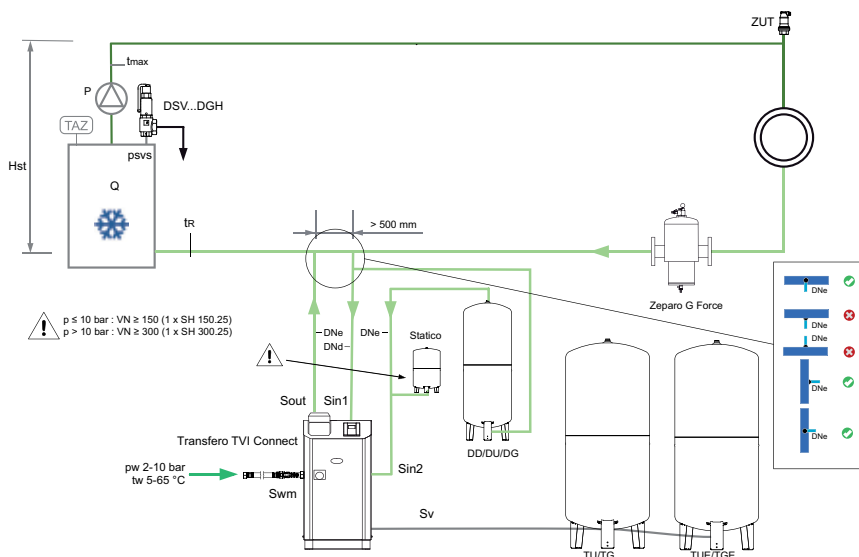 ZUT
tmax
P
DSV...DGH
TAZ
psvs
Hst
Q
tR
> 500 mm
Zeparo G Force
DNe
DNe
DNe
DNe
DNe
p ≤ 10 bar : VN ≥ 150 (1 x SH 150.25)
p > 10 bar : VN ≥ 300 (1 x SH 300.25)
DNe
DNd
DNe
Statico
Sout
Sin1
Transfero TVI Connect
DD/DU/DG
pw 2-10 bar
tw 5-65 °C
Sin2
Swm
Sv
TU/TG
TUE/TGE